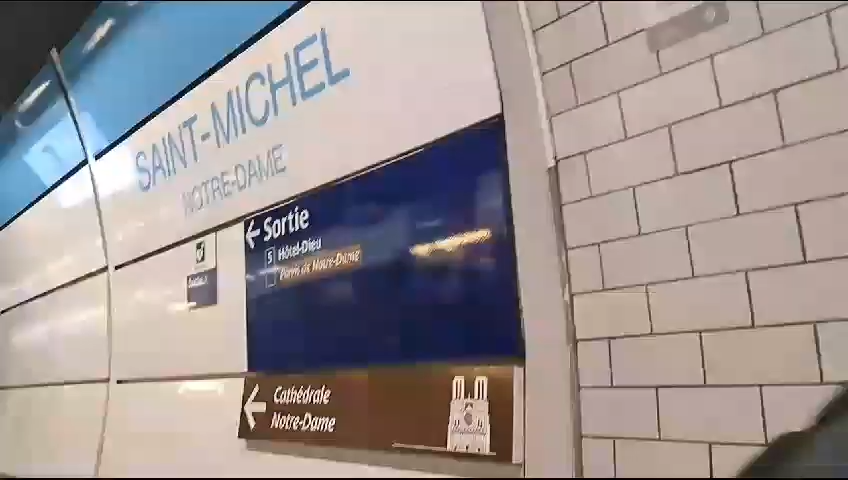 SAINT-MICHEL
NOTRE-DAME
Sortie
5 Hôtel-Dieu
Parvis de Notre-Dame
Cathédrale
Notre-Dame